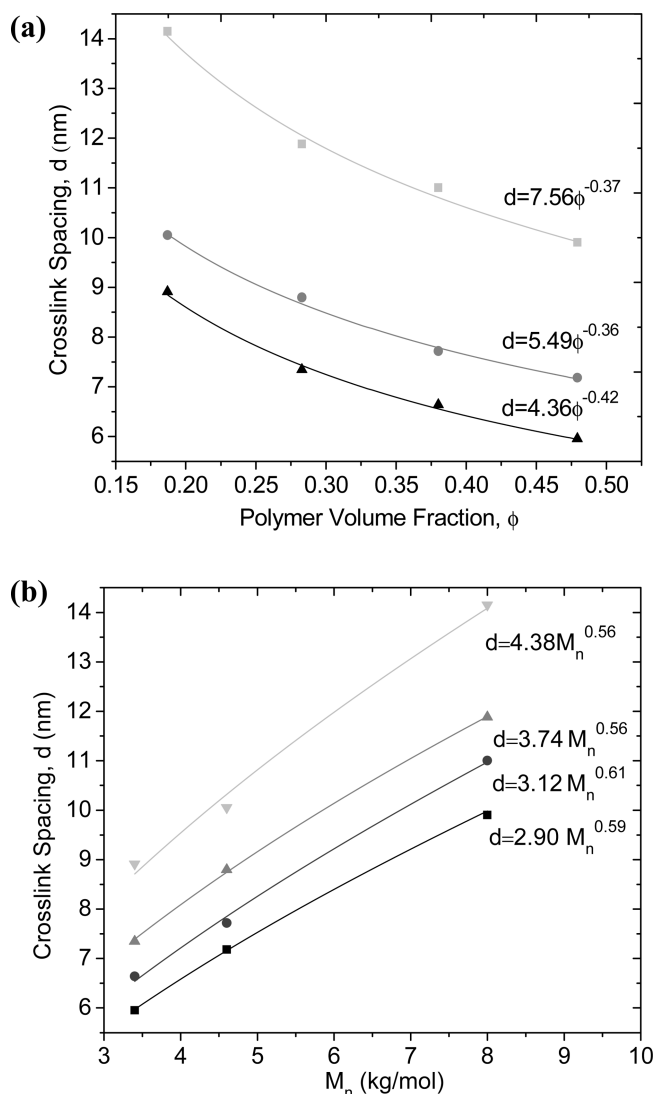 (a)
14
13
12
11
10
9
8
7
6
Crosslink Spacing, d (nm)
d=7.56ϕ^-0.37
d=5.49ϕ^-0.36
d=4.36ϕ^-0.42
0.15 0.20 0.25 0.30 0.35 0.40 0.45 0.50
Polymer Volume Fraction, ϕ
(b)
14
13
12
11
10
9
8
7
6
Crosslink Spacing, d (nm)
d=4.38M_n^0.56
d=3.74 M_n^0.56
d=3.12 M_n^0.61
d=2.90 M_n^0.59
3 4 5 6 7 8 9 10
M_n (kg/mol)